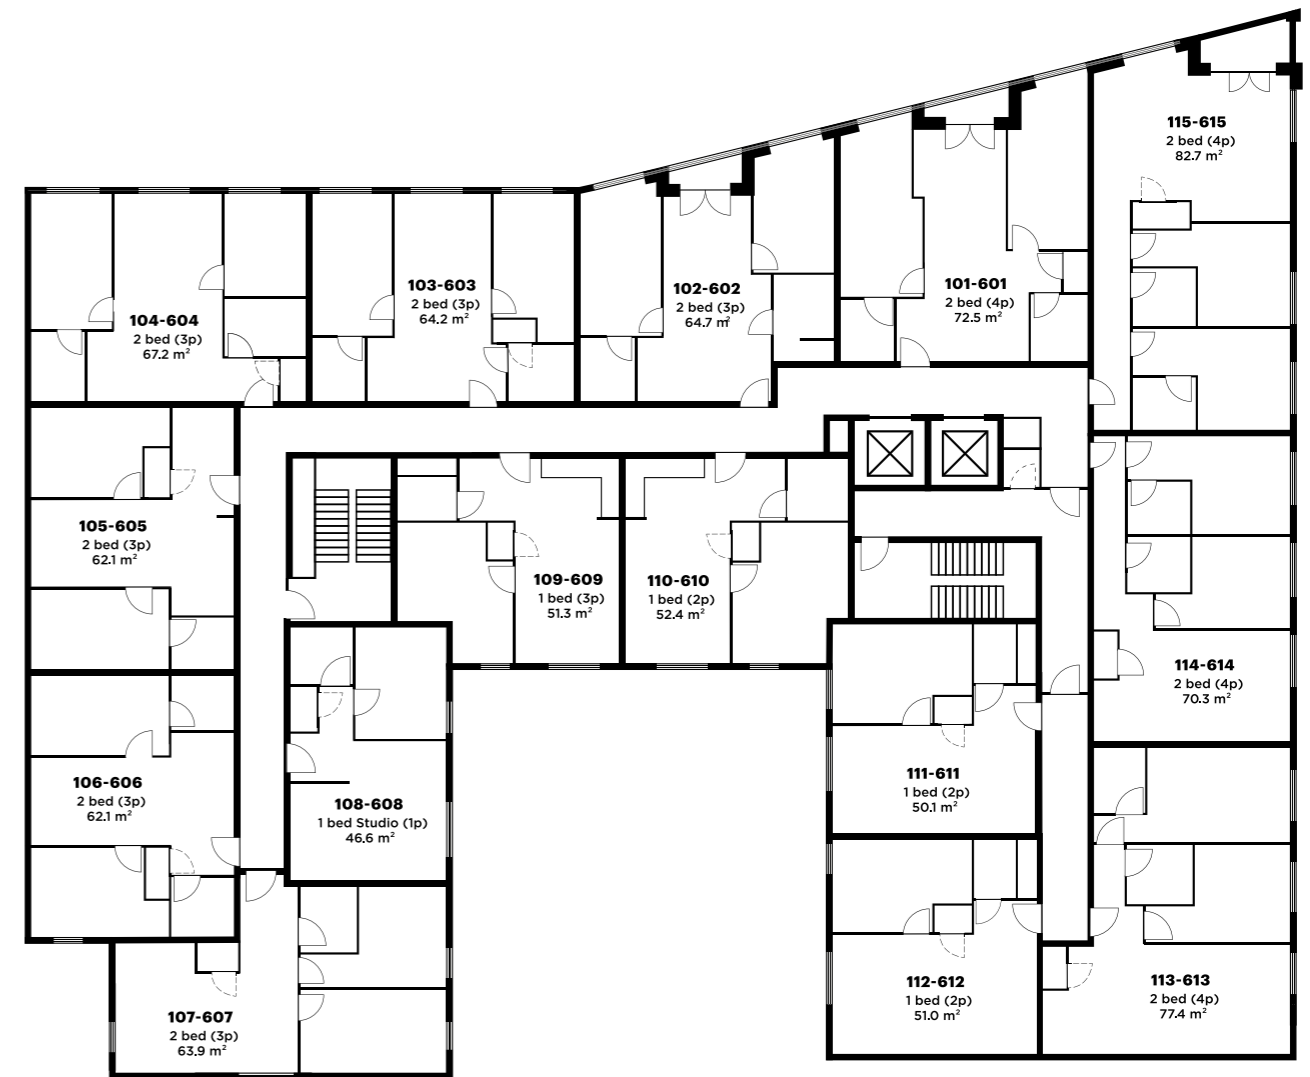 115-615
2 bed (4p)
82.7 m²
101-601
2 bed (4p)
72.5 m²
102-602
2 bed (3p)
64.7 m²
103-603
2 bed (3p)
64.2 m²
104-604
2 bed (3p)
67.2 m²
105-605
2 bed (3p)
62.1 m²
109-609
1 bed (3p)
51.3 m²
110-610
1 bed (2p)
52.4 m²
114-614
2 bed (4p)
70.3 m²
106-606
2 bed (3p)
62.1 m²
108-608
1 bed Studio (1p)
46.6 m²
111-611
1 bed (2p)
50.1 m²
107-607
2 bed (3p)
63.9 m²
112-612
1 bed (2p)
51.0 m²
113-613
2 bed (4p)
77.4 m²